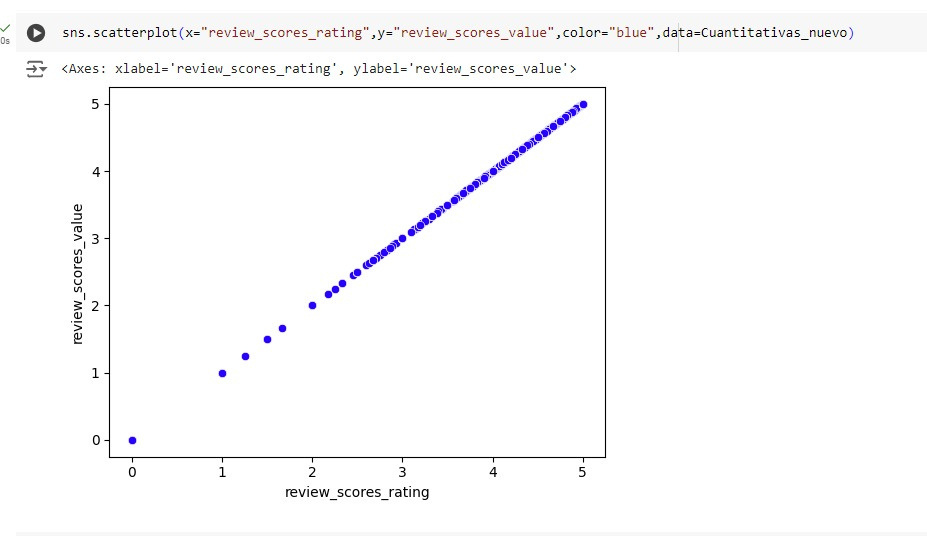 sns.scatterplot(x="review_scores_rating",y="review_scores_value",color="blue",data=Cuantitativas_nuevo)
0s
<Axes: xlabel='review_scores_rating', ylabel='review_scores_value'>
5
4
3
2
1
0
review_scores_value
0 1 2 3 4 5
review_scores_rating